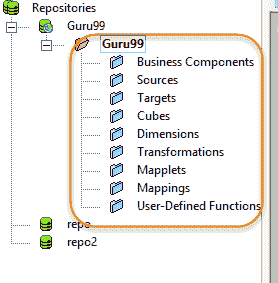 Repositories
Guru99
Guru99
Business Components
Sources
Targets
Cubes
Dimensions
Transformations
Mapplets
Mappings
User-Defined Functions
repo
repo2